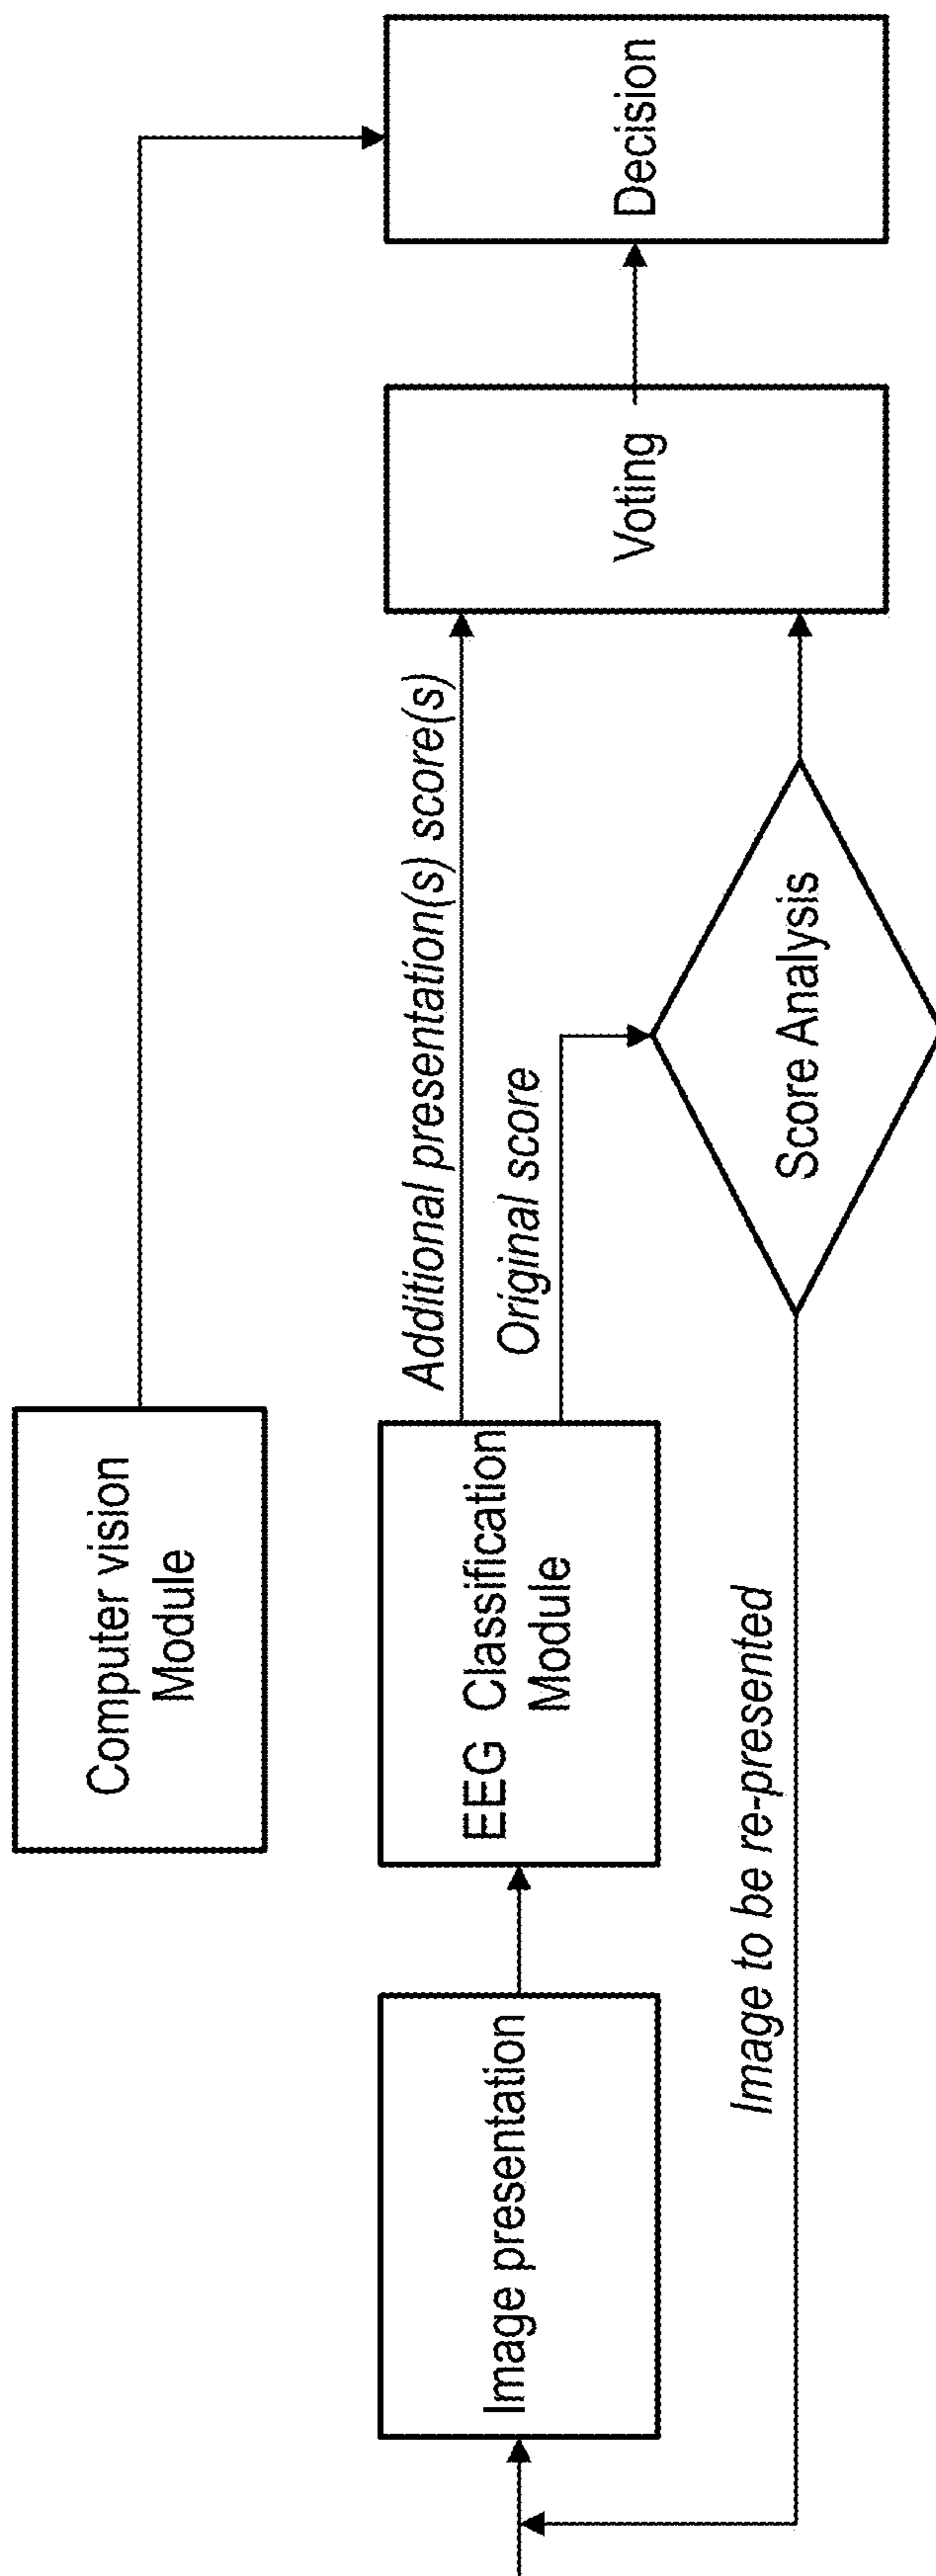 Computer vision
Module
Image presentation
EEG Classification
Module
Additional presentation(s) score(s)
Original score
Score Analysis
Image to be re-presented
Voting
Decision